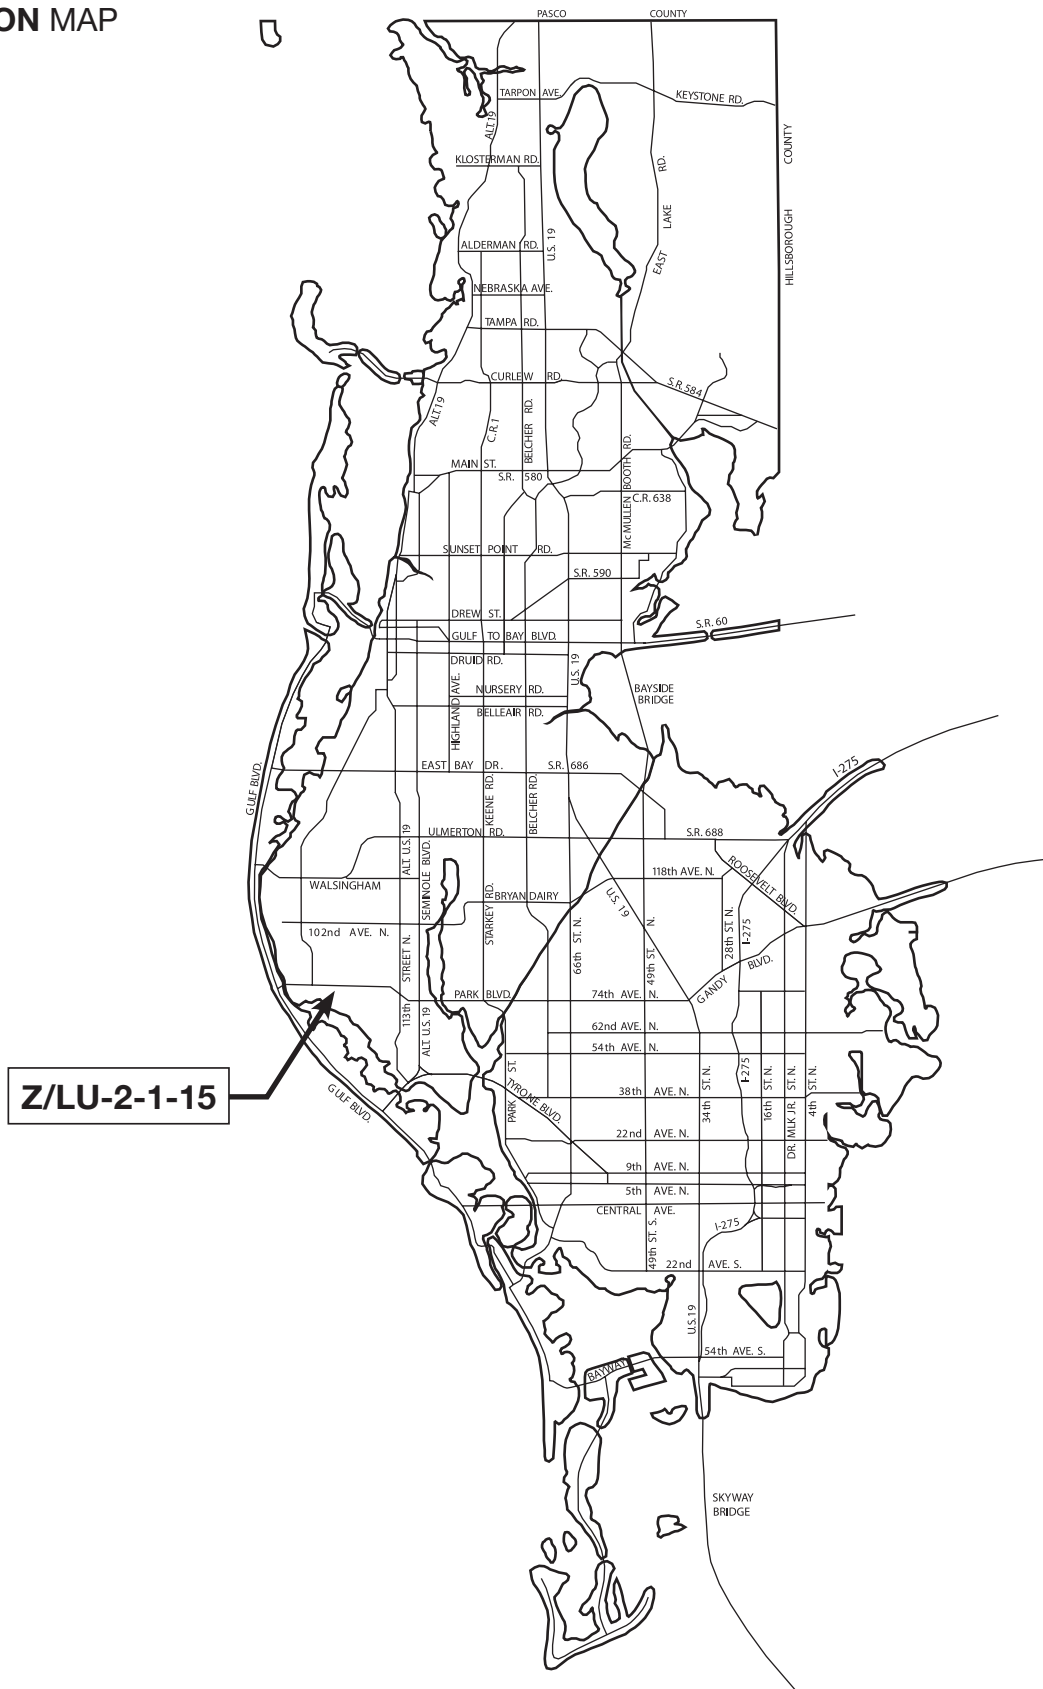 ON MAP
PASCO COUNTY
TARPON AVE.
KEYSTONE RD.
ALT.19
COUNTY
KLOSTERMAN RD.
RD.
LAKE
EAST
HILLSBOROUGH
ALDERMAN RD.
U.S. 19
NEBRASKA AVE.
TAMPA RD.
CURLEW RD.
S.R. 584
ALT.19
C.R.1
BELCHER RD.
MAIN ST.
S.R. 580
Mc MULLEN BOOTH RD.
C.R. 638
SUNSET POINT RD.
S.R. 590
DREW ST.
S.R. 60
GULF TO BAY BLVD.
DRUID RD.
U.S. 19
HIGHLAND AVE.
NURSERY RD.
BAYSIDE
BRIDGE
BELLEAIR RD.
EAST BAY DR. S.R. 686
GULF BLVD.
I-275
KEENE RD.
BELCHER RD.
ALT U.S. 19
ULMERTON RD.
S.R. 688
SEMINOLE BLVD.
ROOSEVELT BLVD.
118th AVE. N.
WALSINGHAM
STARKEY RD.
BRYAN DAIRY
U.S. 19
102nd AVE. N.
66th ST. N.
49th ST. N.
28th ST. N.
I-275
GANDY BLVD.
113th STREET N.
PARK BLVD. 74th AVE. N.
ALT U.S. 19
62nd AVE. N.
54th AVE. N.
Z/LU-2-1-15
GULF BLVD.
PARK ST.
TYRONE BLVD.
38th AVE. N.
34th ST. N.
I-275
16th ST. N.
DR. MLK JR. ST. N.
4th ST. N.
22nd AVE. N.
9th AVE. N.
5th AVE. N.
CENTRAL AVE.
I-275
49th ST. S.
22nd AVE. S.
U.S.19
54th AVE. S.
BAYWAY
SKYWAY
BRIDGE